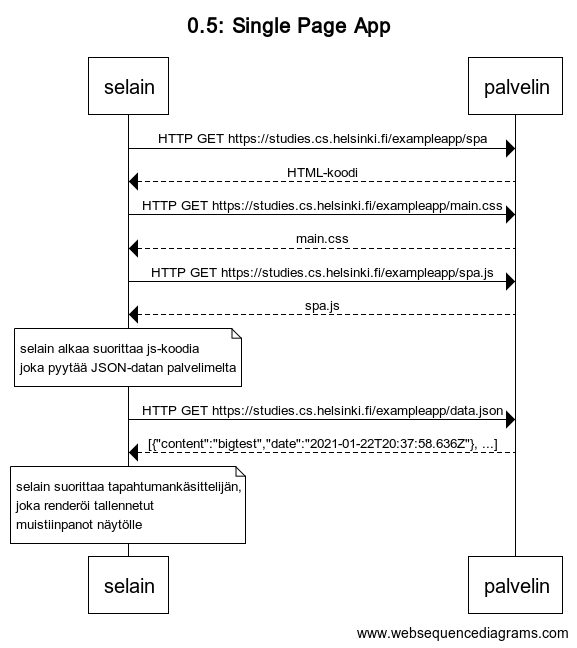 0.5: Single Page App
selain
palvelin
HTTP GET https://studies.cs.helsinki.fi/exampleapp/spa
HTML-koodi
HTTP GET https://studies.cs.helsinki.fi/exampleapp/main.css
main.css
HTTP GET https://studies.cs.helsinki.fi/exampleapp/spa.js
spa.js
selain alkaa suorittaa js-koodia
joka pyytää JSON-datan palvelimelta
HTTP GET https://studies.cs.helsinki.fi/exampleapp/data.json
[{"content":"bigtest","date":"2021-01-22T20:37:58.636Z"}, ...]
selain suorittaa tapahtumankäsittelijän,
joka renderöi tallennetut
muistiinpanot näytölle
selain
palvelin
www.websequencediagrams.com